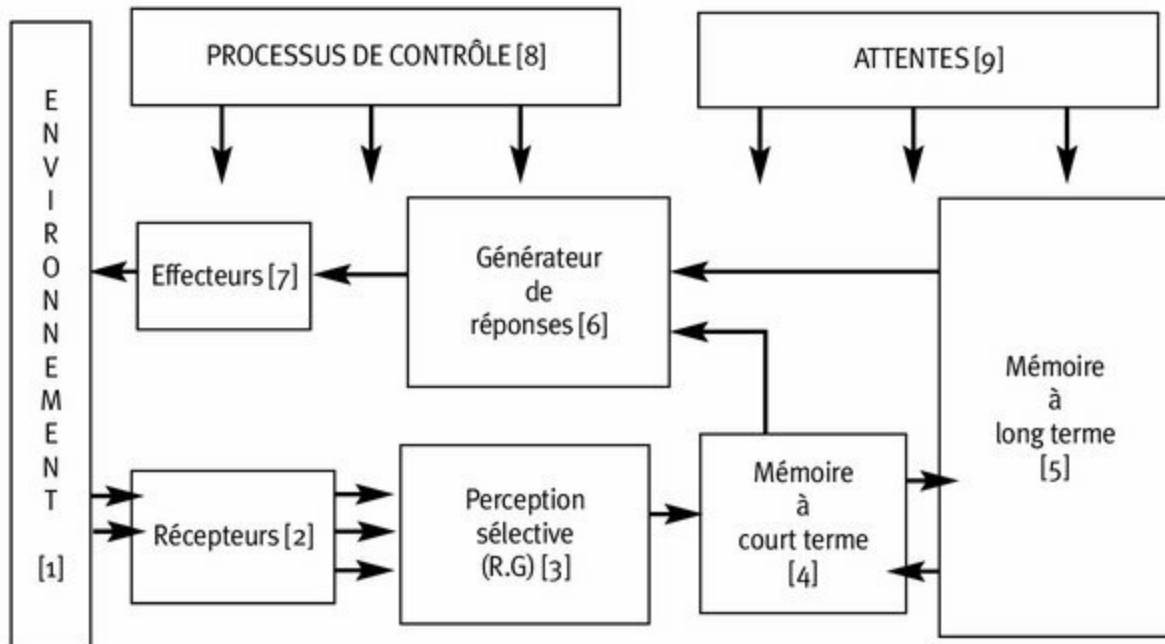 ENVIRONNEMENT
[1]
PROCESSUS DE CONTRÔLE [8]
ATTENTES [9]
Effecteurs [7]
Générateur
de
réponses [6]
Mémoire
à
long terme
[5]
Récepteurs [2]
Perception
sélective
(R.G) [3]
Mémoire
à
court terme
[4]